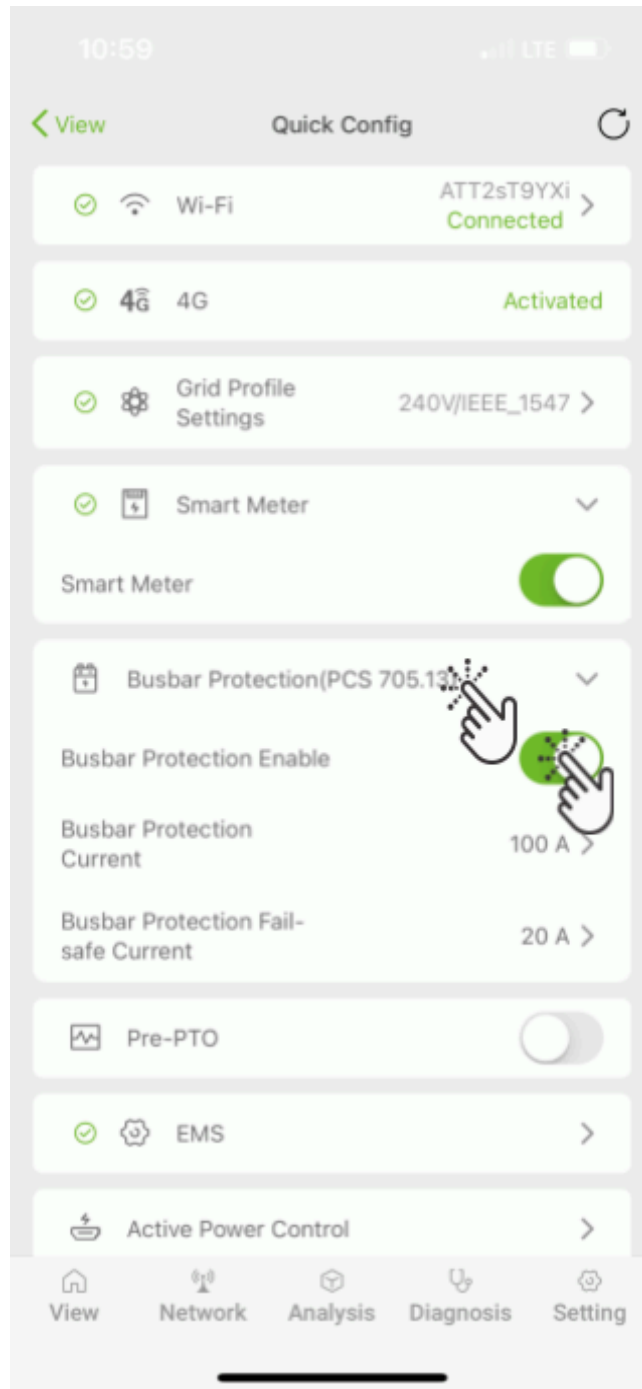 10:59
LTE
View
Quick Config
Wi-Fi
ATT2sT9YXi
Connected
4G
4G
Activated
Grid Profile
Settings
240V/IEEE_1547
Smart Meter
Smart Meter
Busbar Protection(PCS 705.13)
Busbar Protection Enable
Busbar Protection
Current
100 A
Busbar Protection Fail-
safe Current
20 A
Pre-PTO
EMS
Active Power Control
View
Network
Analysis
Diagnosis
Setting